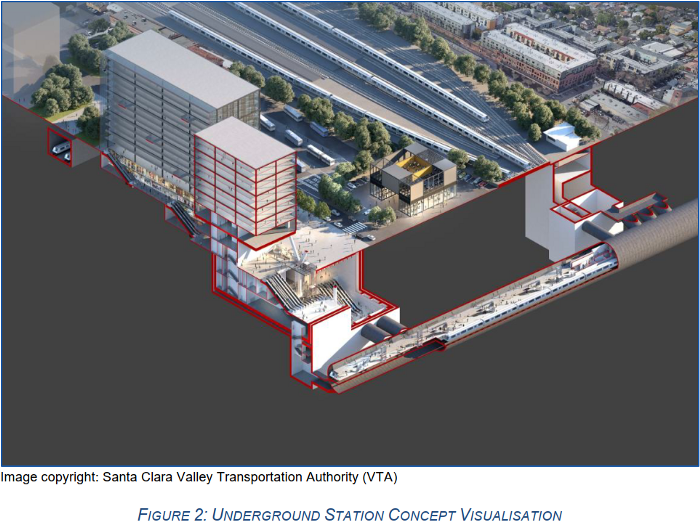 Image copyright: Santa Clara Valley Transportation Authority (VTA)
FIGURE 2: UNDERGROUND STATION CONCEPT VISUALISATION